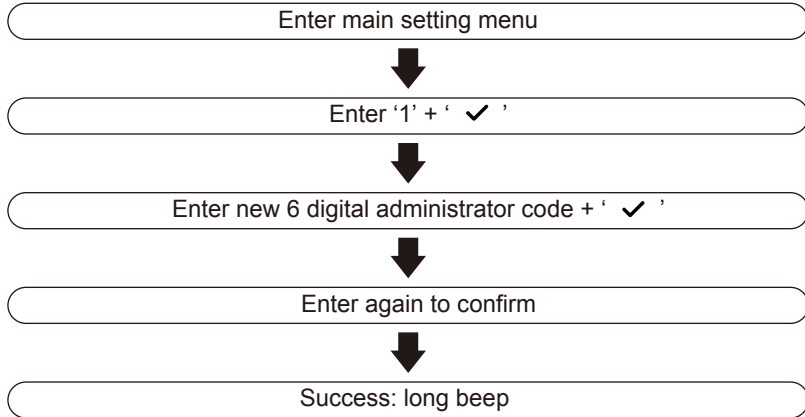 Enter main setting menu
Enter ‘1’ + ‘ ✓ ’
Enter new 6 digital administrator code + ‘ ✓ ’
Enter again to confirm
Success: long beep